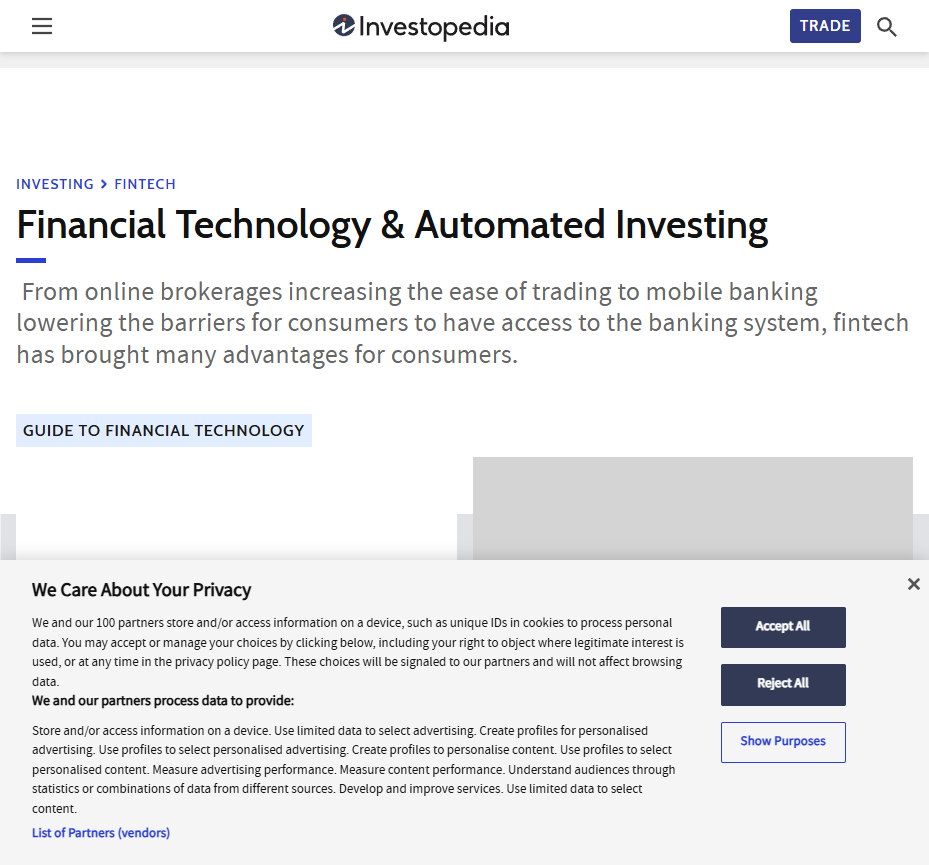 Investopedia
TRADE
INVESTING > FINTECH
Financial Technology & Automated Investing
From online brokerages increasing the ease of trading to mobile banking
lowering the barriers for consumers to have access to the banking system, fintech
has brought many advantages for consumers.
GUIDE TO FINANCIAL TECHNOLOGY
We Care About Your Privacy
We and our 100 partners store and/or access information on a device, such as unique IDs in cookies to process personal
data. You may accept or manage your choices by clicking below, including your right to object where legitimate interest is
used, or at any time in the privacy policy page. These choices will be signaled to our partners and will not affect browsing
data.
We and our partners process data to provide:
Store and/or access information on a device. Use limited data to select advertising. Create profiles for personalised
advertising. Use profiles to select personalised advertising. Create profiles to personalise content. Use profiles to select
personalised content. Measure advertising performance. Measure content performance. Understand audiences through
statistics or combinations of data from different sources. Develop and improve services. Use limited data to select
content.
List of Partners (vendors)
Accept All
Reject All
Show Purposes